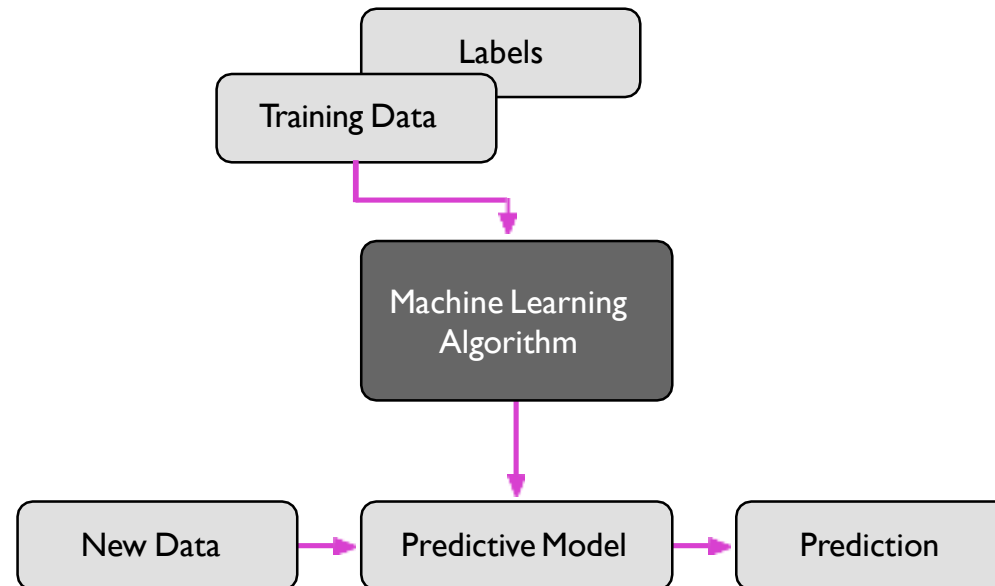 Labels
Training Data
Machine Learning
Algorithm
New Data
Predictive Model
Prediction